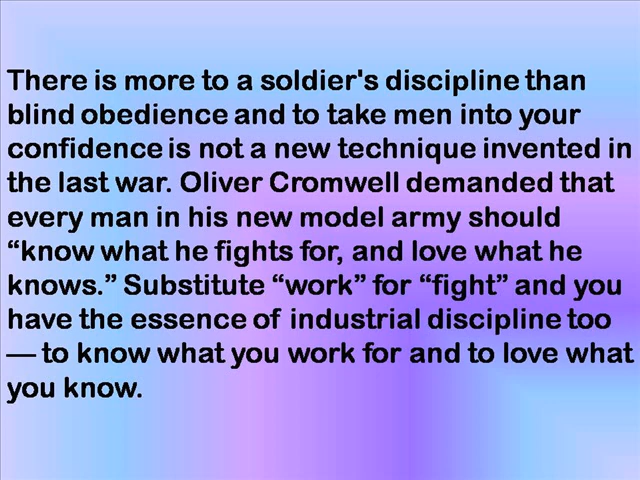 There is more to a soldier's discipline than
blind obedience and to take men into your
confidence is not a new technique invented in
the last war. Oliver Cromwell demanded that
every man in his new model army should
“know what he fights for, and love what he
knows.” Substitute “work” for “fight” and you
have the essence of industrial discipline too
— to know what you work for and to love what
you know.